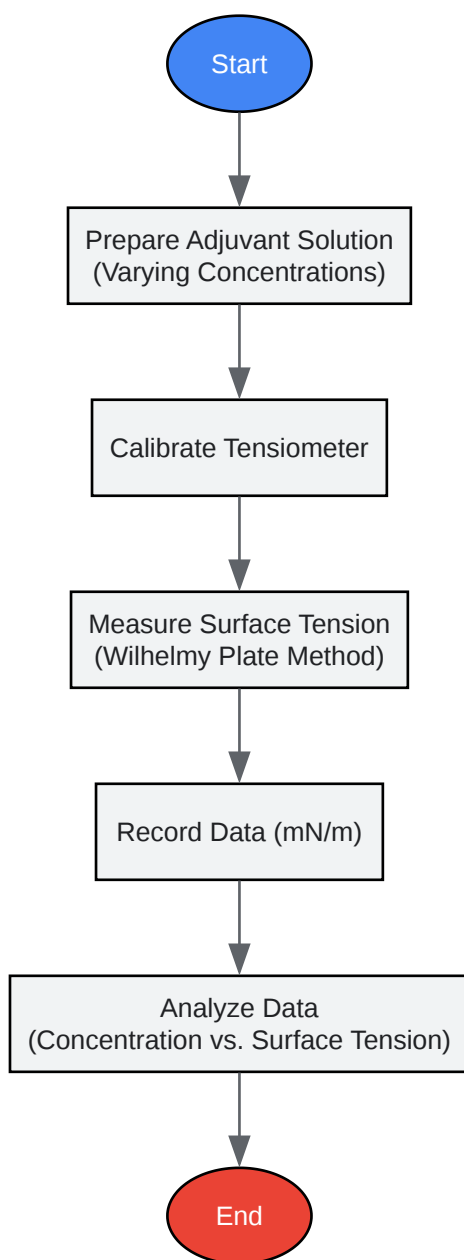 Start
Prepare Adjuvant Solution
(Varying Concentrations)
Calibrate Tensiometer
Measure Surface Tension
(Wilhelmy Plate Method)
Record Data (mN/m)
Analyze Data
(Concentration vs. Surface Tension)
End